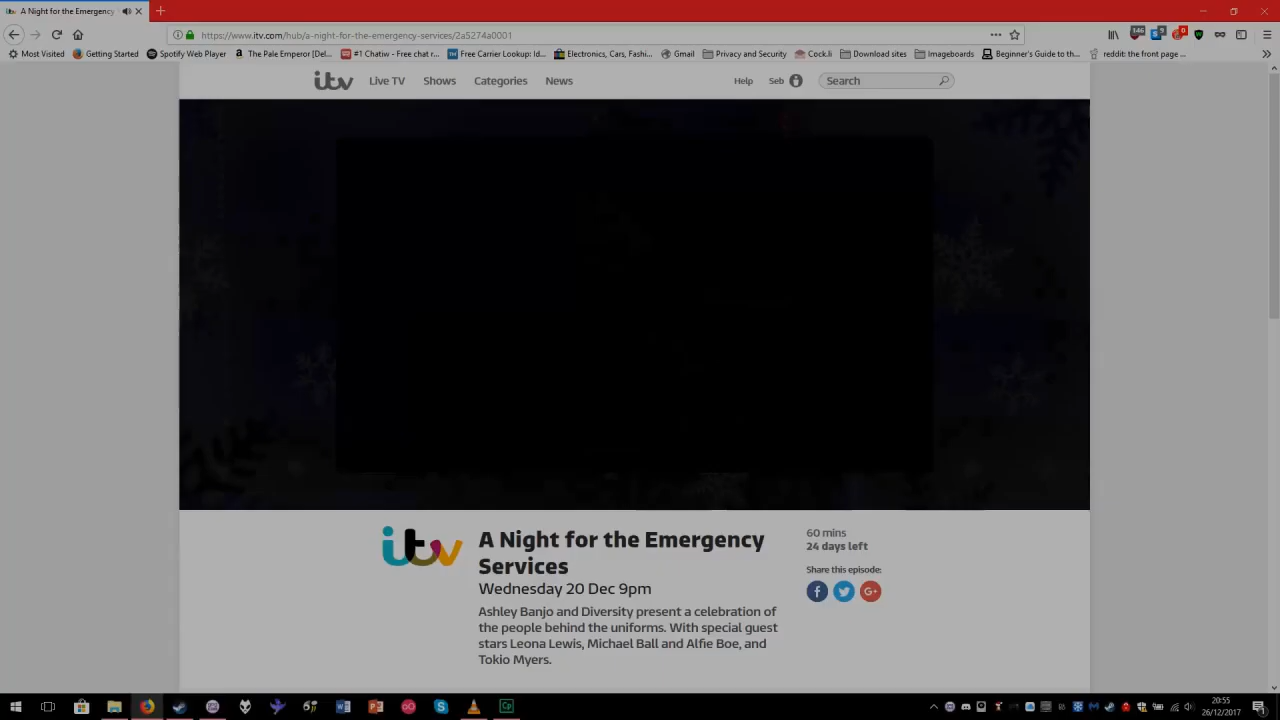 A Night for the Emergency
https://www.itv.com/hub/a-night-for-the-emergency-services/2a5274a0001
146
Most Visited Getting Started Spotify Web Player The Pale Emperor [Del... #1 Chatiw - Free chat r... Free Carrier Lookup: Id... Electronics, Cars, Fashi... Gmail Privacy and Security Cock.li Download sites Imageboards Beginner's Guide to th... reddit: the front page ...
itv Live TV Shows Categories News Help Seb Search
itv
A Night for the Emergency
Services
Wednesday 20 Dec 9pm
Ashley Banjo and Diversity present a celebration of
the people behind the uniforms. With special guest
stars Leona Lewis, Michael Ball and Alfie Boe, and
Tokio Myers.
60 mins
24 days left
Share this episode:
20:55
26/12/2017